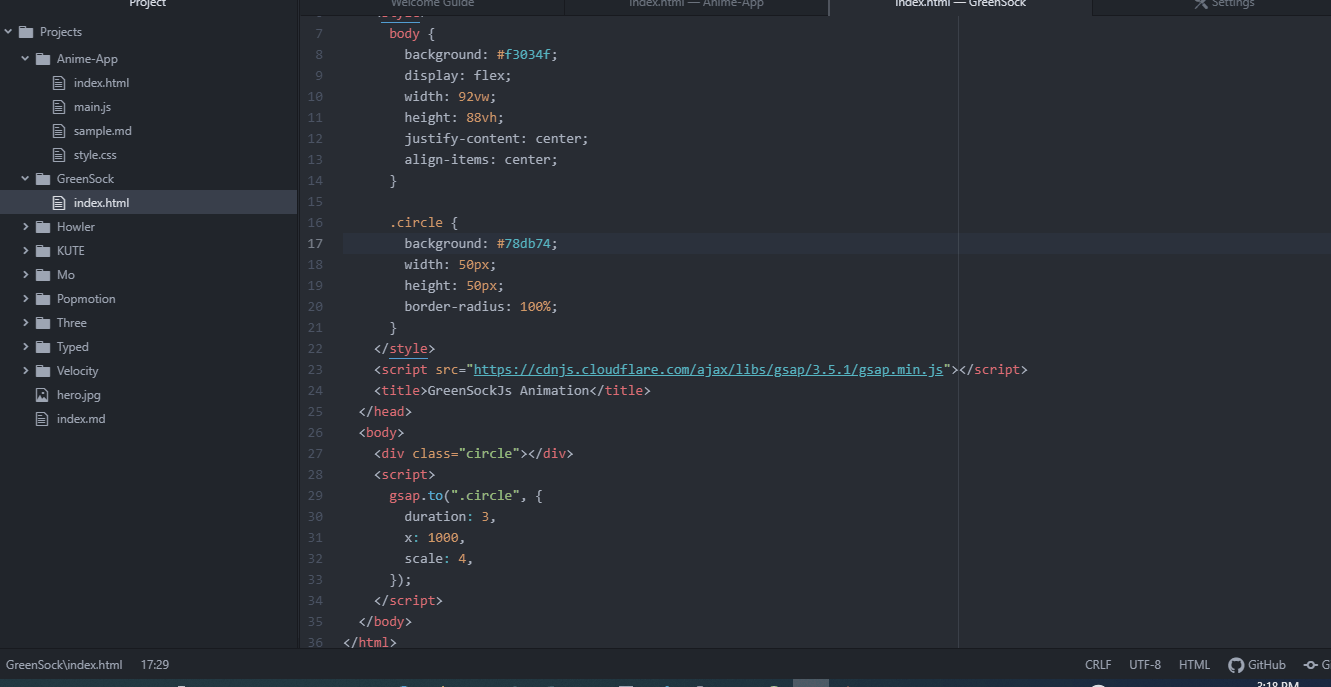 Project
Welcome Guide
index.html — Anime-App
index.html — GreenSock
Settings
Projects
Anime-App
index.html
main.js
sample.md
style.css
GreenSock
index.html
Howler
KUTE
Mo
Popmotion
Three
Typed
Velocity
hero.jpg
index.md
<style>
7 body {
8 background: #f3034f;
9 display: flex;
10 width: 92vw;
11 height: 88vh;
12 justify-content: center;
13 align-items: center;
14 }
15
16 .circle {
17 background: #78db74;
18 width: 50px;
19 height: 50px;
20 border-radius: 100%;
21 }
22 </style>
23 <script src="https://cdnjs.cloudflare.com/ajax/libs/gsap/3.5.1/gsap.min.js"></script>
24 <title>GreenSockJs Animation</title>
25 </head>
26 <body>
27 <div class="circle"></div>
28 <script>
29 gsap.to(".circle", {
30 duration: 3,
31 x: 1000,
32 scale: 4,
33 });
34 </script>
35 </body>
36 </html>
GreenSock\index.html 17:29
CRLF UTF-8 HTML GitHub G
2:18 PM